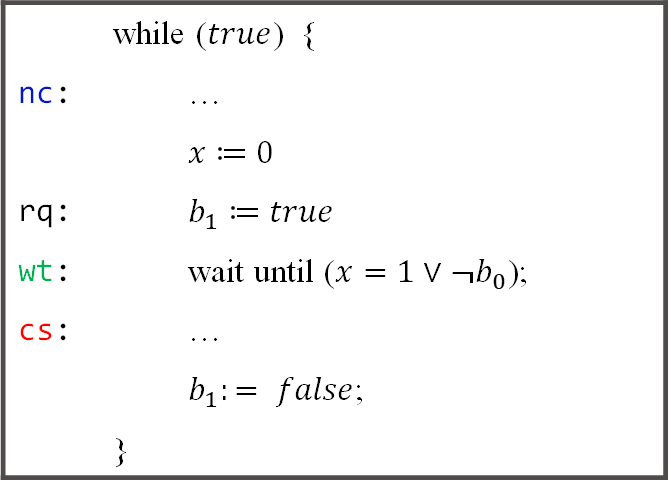 while (true) {
nc: …
x ≔ 0
rq: b₁ ≔ true
wt: wait until (x = 1 ∨ ¬b₀);
cs: …
b₁:= false;
}